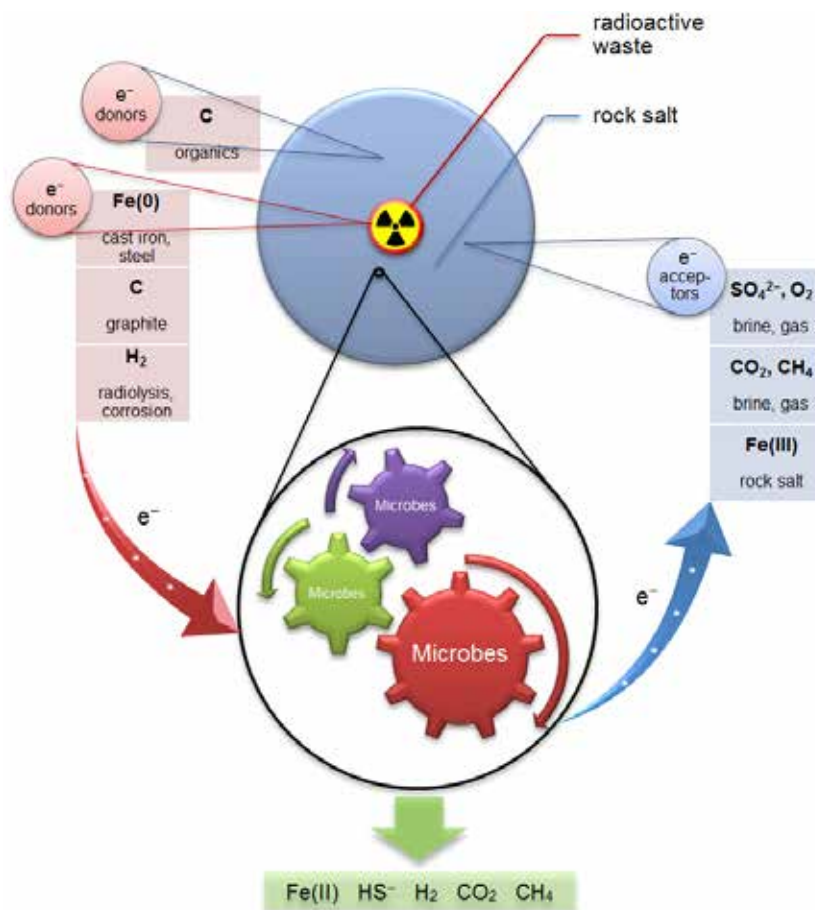 radioactive
waste
rock salt
e⁻
donors
C
organics
e⁻
donors
Fe(0)
cast iron,
steel
C
graphite
H₂
radiolysis,
corrosion
e⁻
accep-
tors
SO₄²⁻, O₂
brine, gas
CO₂, CH₄
brine, gas
Fe(III)
rock salt
e⁻
Microbes
Microbes
Microbes
e⁻
Fe(II) HS⁻ H₂ CO₂ CH₄